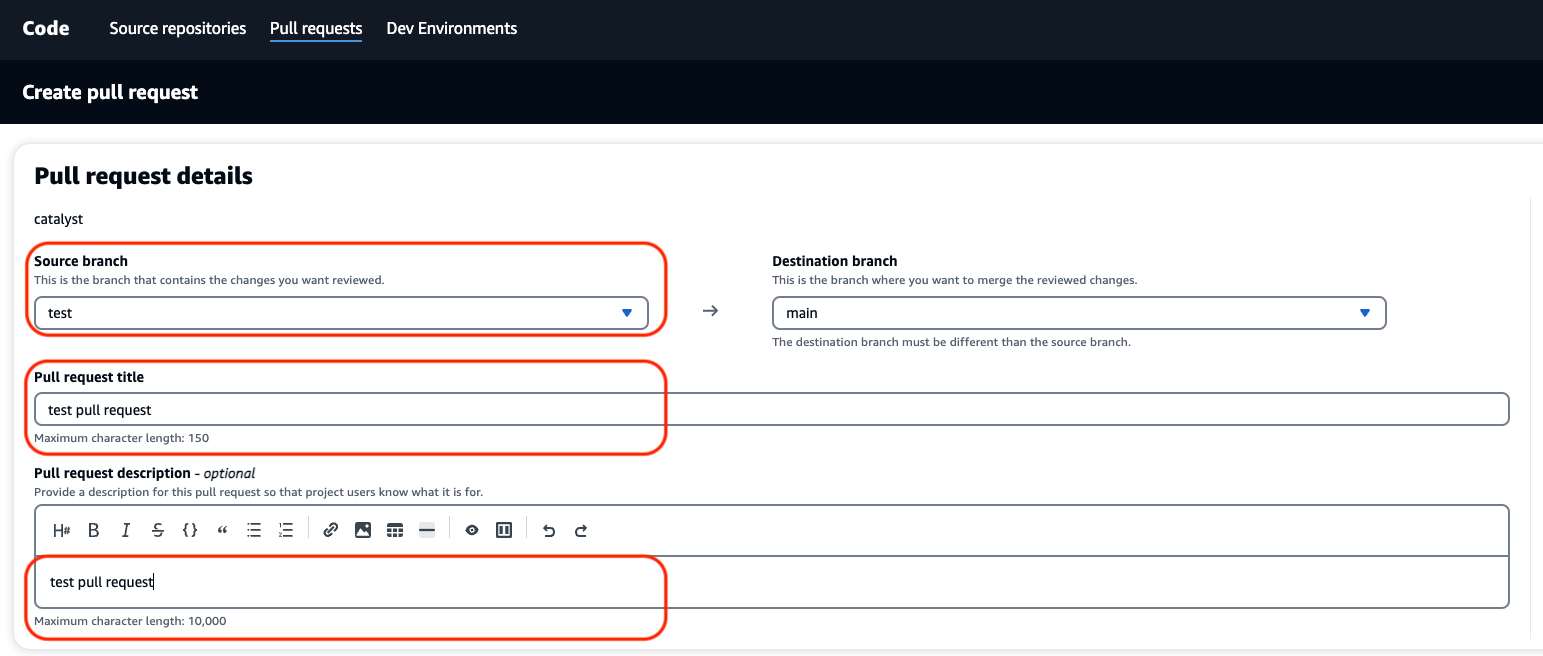 Code Source repositories Pull requests Dev Environments
Create pull request
Pull request details
catalyst
Source branch
This is the branch that contains the changes you want reviewed.
test
Destination branch
This is the branch where you want to merge the reviewed changes.
main
The destination branch must be different than the source branch.
Pull request title
test pull request
Maximum character length: 150
Pull request description - optional
Provide a description for this pull request so that project users know what it is for.
H# B I S {} “
test pull request
Maximum character length: 10,000